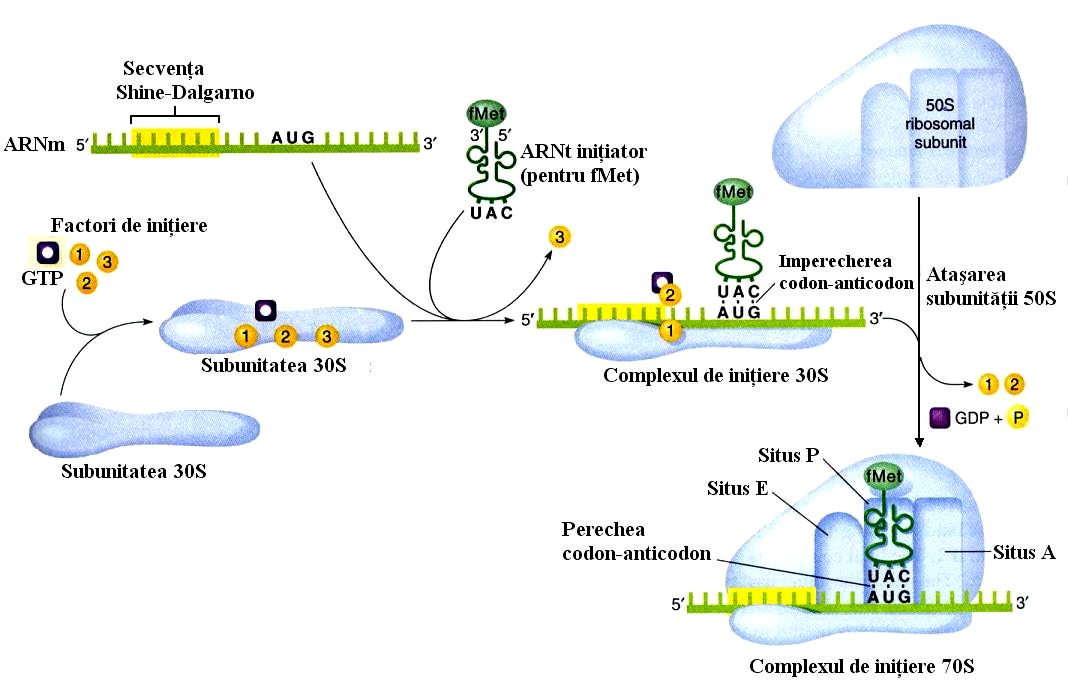 Secvența
Shine-Dalgarno
ARNm 5′ AUG 3′
fMet
3′ 5′
ARNt inițiator
(pentru fMet)
UAC
50S
ribosomal
subunit
Factori de inițiere
GTP
1
3
2
3
fMet
Imperecherea
codon-anticodon
UAC
AUG
Atașarea
subunității 50S
1 2 3
Subunitatea 30S
5′
2
1
3′
Complexul de inițiere 30S
1 2
GDP + P
Subunitatea 30S
Situs P
fMet
Situs E
Perechea
codon-anticodon
Situs A
UAC
AUG
5′
3′
Complexul de inițiere 70S